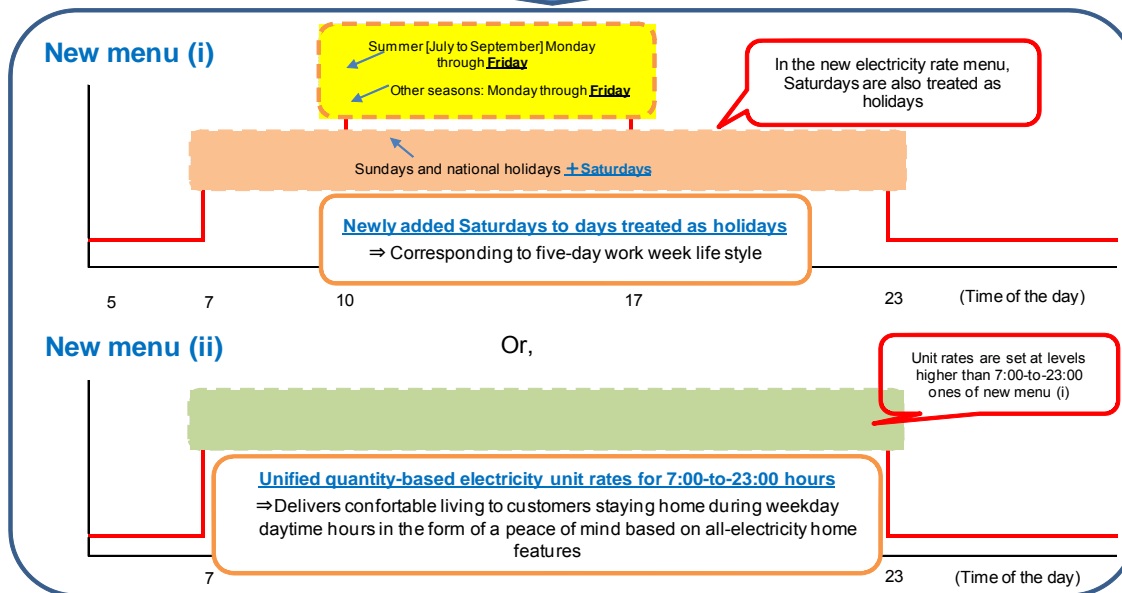 New menu (i)
Summer [July to September] Monday
through Friday
Other seasons: Monday through Friday
In the new electricity rate menu,
Saturdays are also treated as
holidays
Sundays and national holidays +Saturdays
Newly added Saturdays to days treated as holidays
⇒ Corresponding to five-day work week life style
5 7 10 17 23 (Time of the day)
New menu (ii)
Or,
Unit rates are set at levels
higher than 7:00-to-23:00
ones of new menu (i)
Unified quantity-based electricity unit rates for 7:00-to-23:00 hours
⇒Delivers confortable living to customers staying home during weekday
daytime hours in the form of a peace of mind based on all-electricity home
features
7 23 (Time of the day)